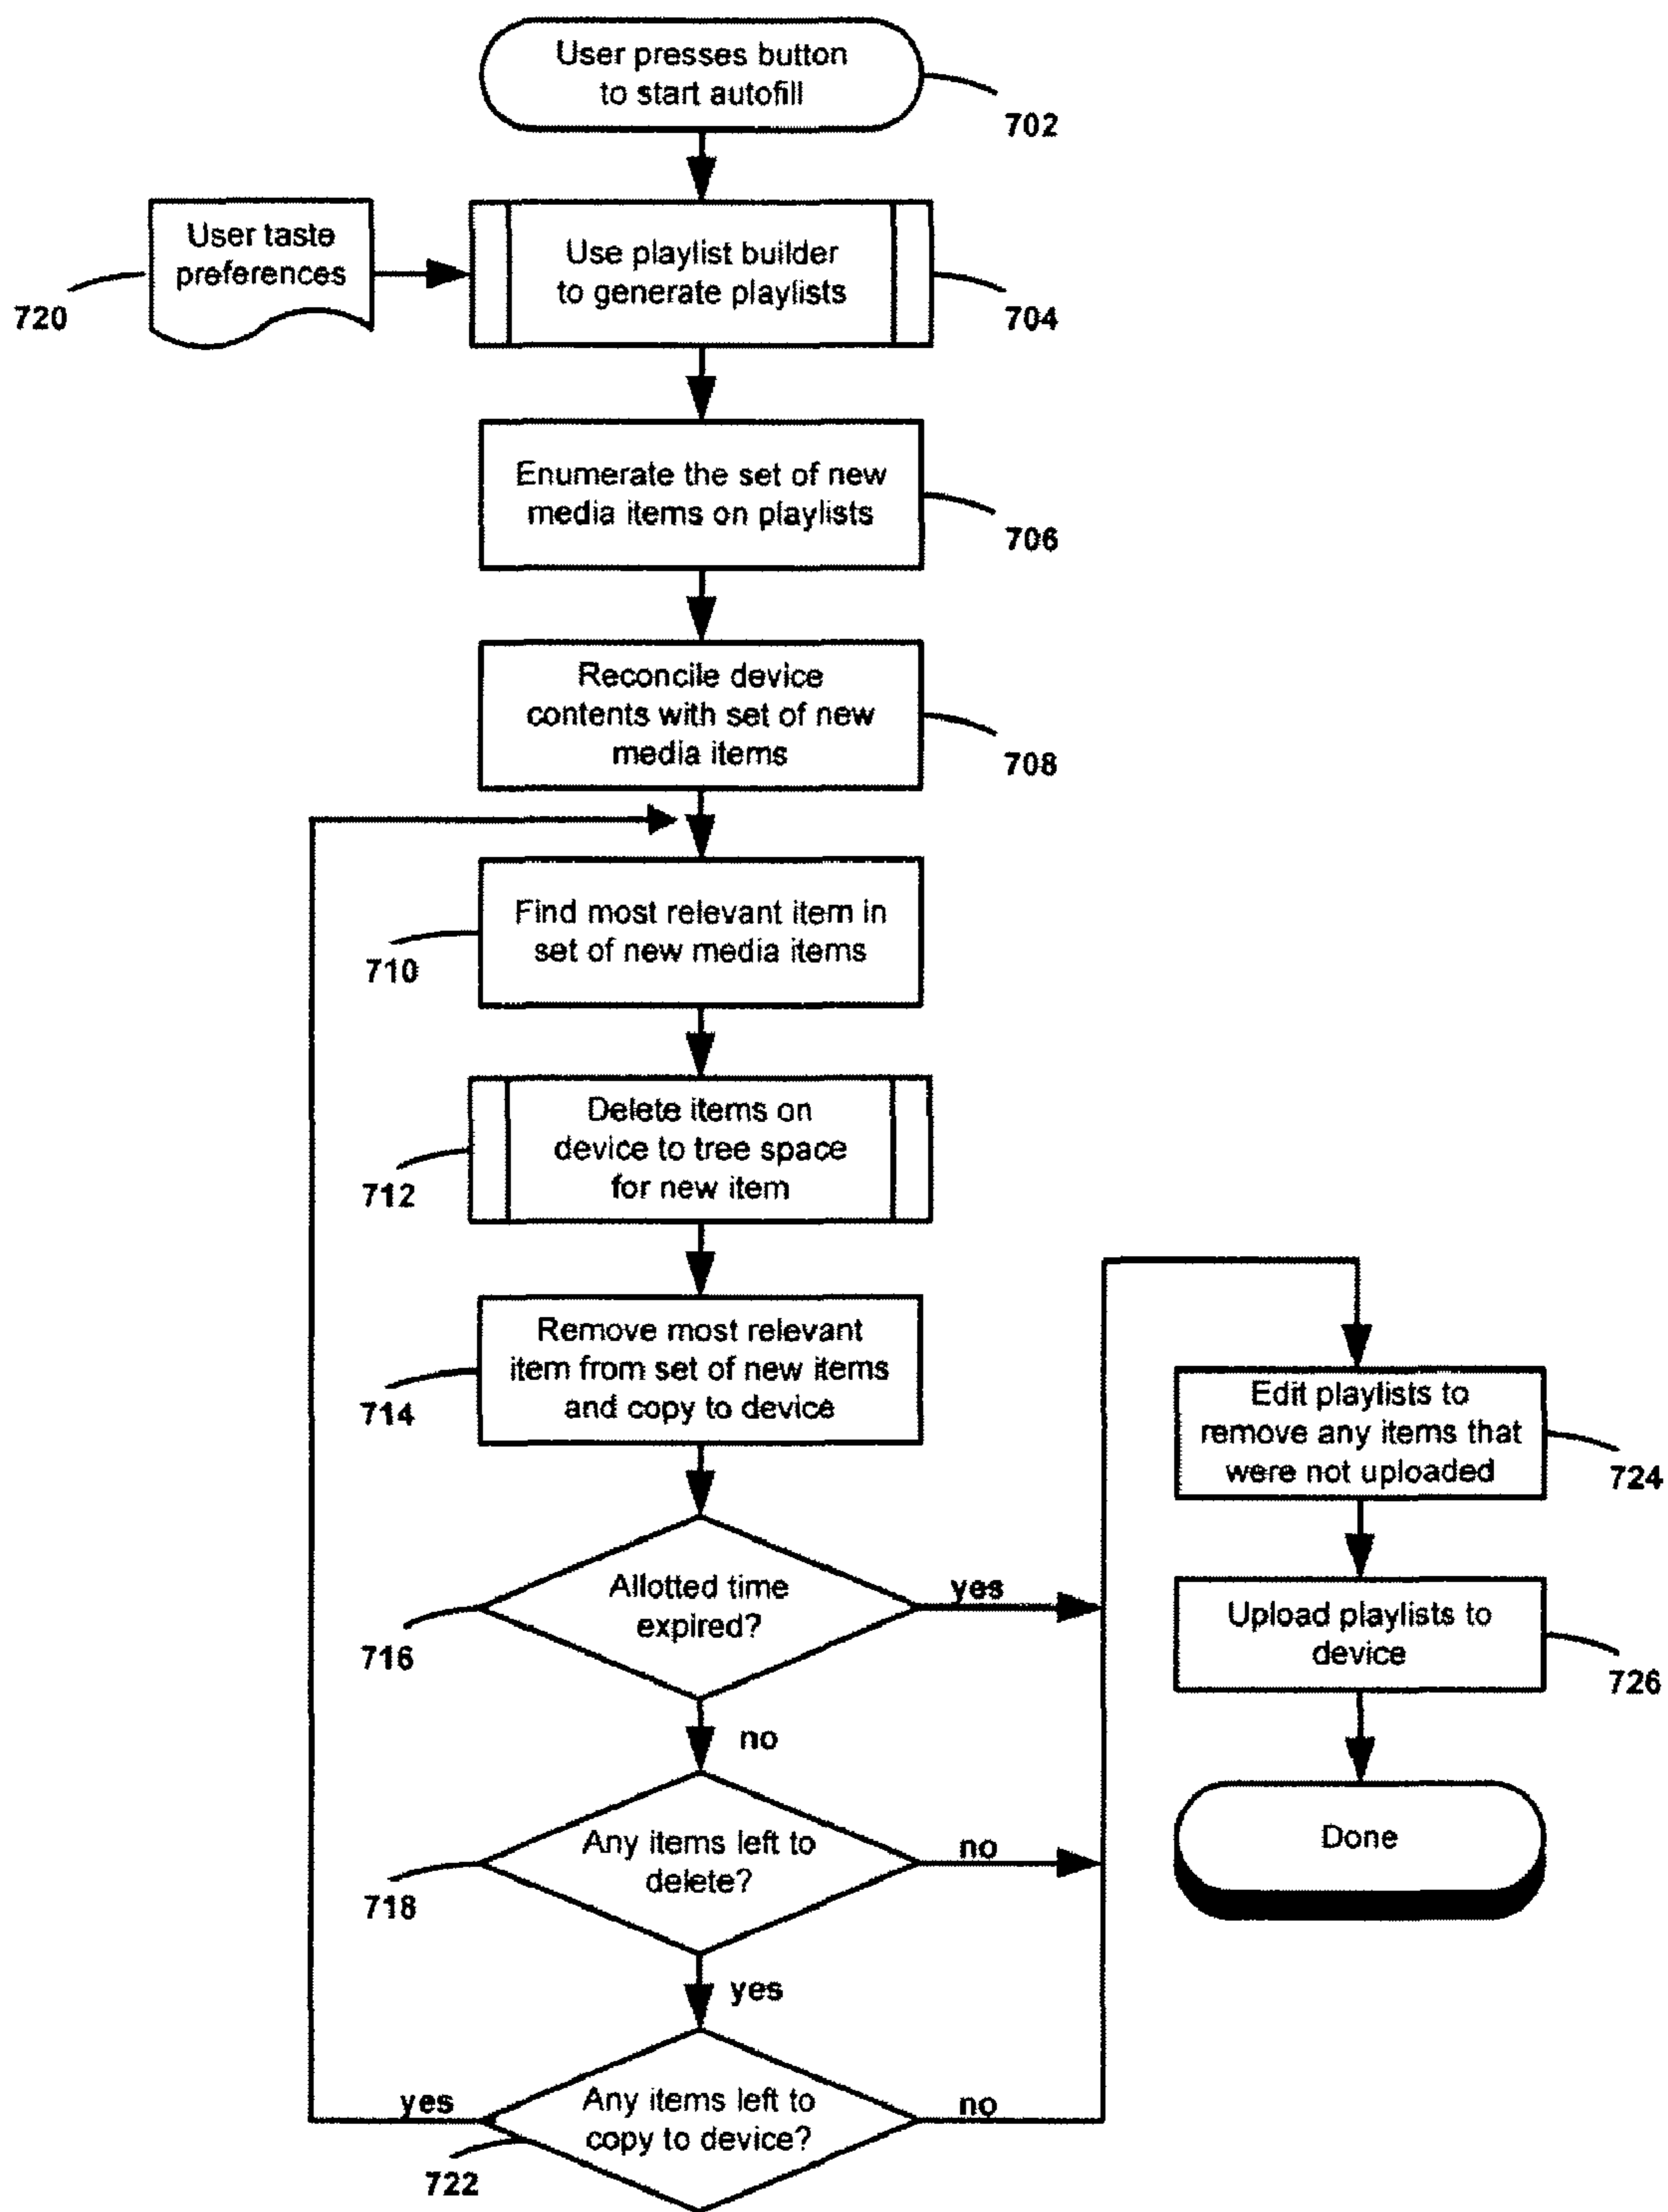 User presses button
to start autofill
702
User taste
preferences
720
Use playlist builder
to generate playlists
704
Enumerate the set of new
media items on playlists
706
Reconcile device
contents with set of new
media items
708
Find most relevant item in
set of new media items
710
Delete items on
device to tree space
for new item
712
Remove most relevant
item from set of new items
and copy to device
714
Allotted time
expired?
716
yes
no
Any items left to
delete?
718
no
yes
Any items left to
copy to device?
722
yes
no
Edit playlists to
remove any items that
were not uploaded
724
Upload playlists to
device
726
Done